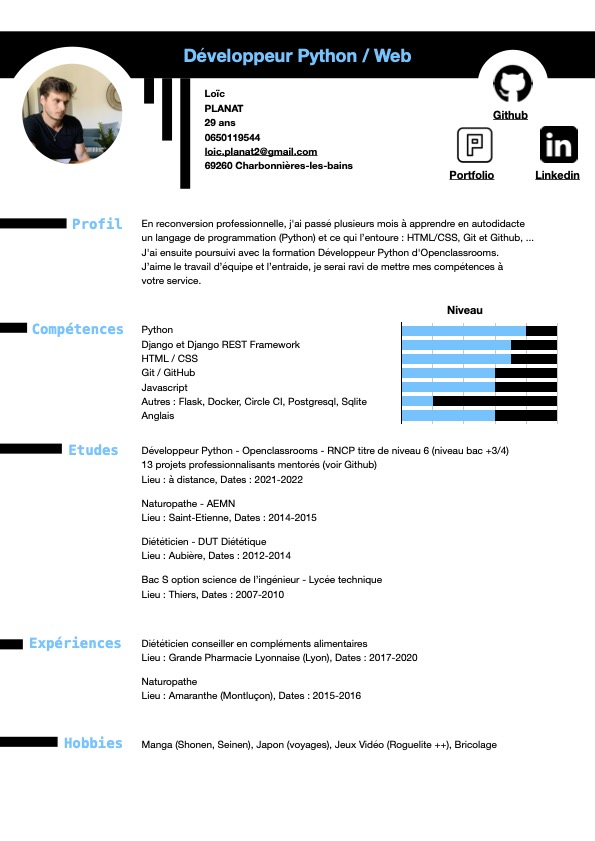 Développeur Python / Web
Loïc
PLANAT
29 ans
0650119544
loic.planat2@gmail.com
69260 Charbonnières-les-bains
Github
Portfolio
Linkedin
Profil
En reconversion professionnelle, j'ai passé plusieurs mois à apprendre en autodidacte
un langage de programmation (Python) et ce qui l'entoure : HTML/CSS, Git et Github, ...
J'ai ensuite poursuivi avec la formation Développeur Python d'Openclassrooms.
J'aime le travail d'équipe et l'entraide, je serai ravi de mettre mes compétences à
votre service.
Niveau
Compétences
Python
Django et Django REST Framework
HTML / CSS
Git / GitHub
Javascript
Autres : Flask, Docker, Circle CI, Postgresql, Sqlite
Anglais
Etudes
Développeur Python - Openclassrooms - RNCP titre de niveau 6 (niveau bac +3/4)
13 projets professionnalisants mentorés (voir Github)
Lieu : à distance, Dates : 2021-2022
Naturopathe - AEMN
Lieu : Saint-Etienne, Dates : 2014-2015
Diététicien - DUT Diététique
Lieu : Aubière, Dates : 2012-2014
Bac S option science de l'ingénieur - Lycée technique
Lieu : Thiers, Dates : 2007-2010
Expériences
Diététicien conseiller en compléments alimentaires
Lieu : Grande Pharmacie Lyonnaise (Lyon), Dates : 2017-2020
Naturopathe
Lieu : Amaranthe (Montluçon), Dates : 2015-2016
Hobbies
Manga (Shonen, Seinen), Japon (voyages), Jeux Vidéo (Roguelite ++), Bricolage